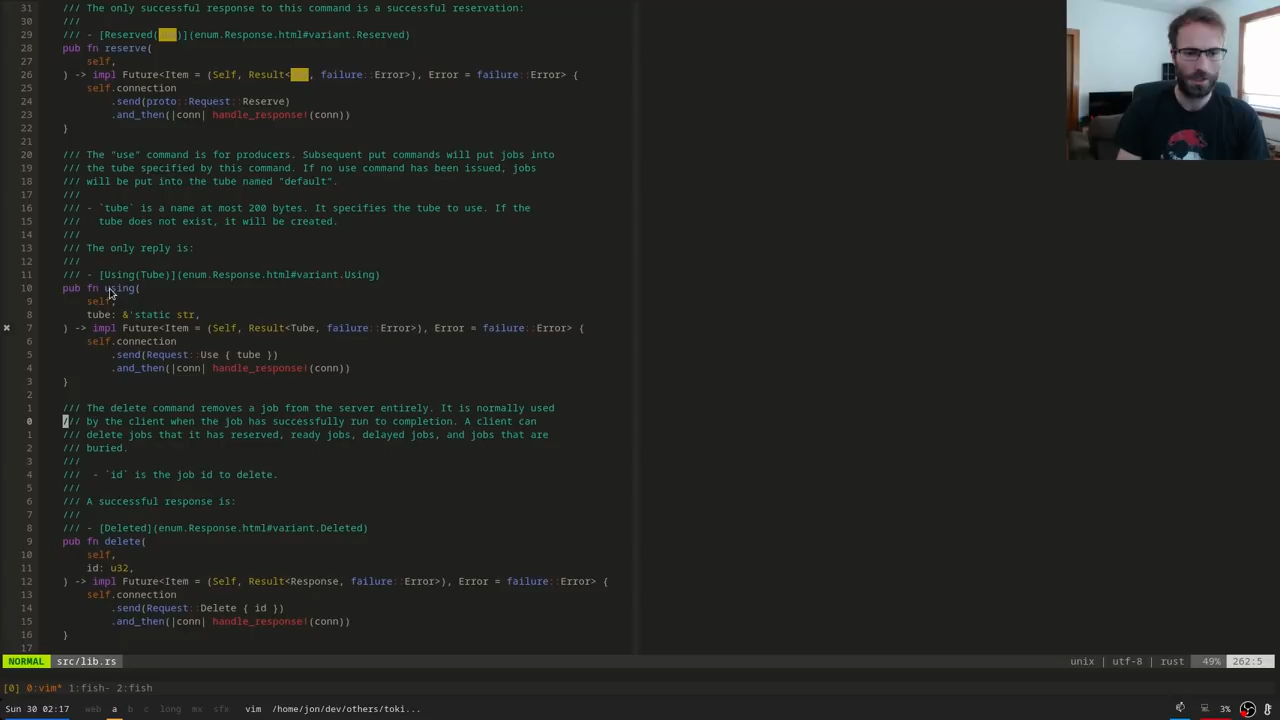 31 /// The only successful response to this command is a successful reservation:
30 ///
29 /// - [Reserved( )](enum.Response.html#variant.Reserved)
28 pub fn reserve(
27 self,
26 ) -> impl Future<Item = (Self, Result< , failure::Error>), Error = failure::Error> {
25 self.connection
24 .send(proto::Request::Reserve)
23 .and_then(|conn| handle_response!(conn))
22 }
21
20 /// The "use" command is for producers. Subsequent put commands will put jobs into
19 /// the tube specified by this command. If no use command has been issued, jobs
18 /// will be put into the tube named "default".
17 ///
16 /// - `tube` is a name at most 200 bytes. It specifies the tube to use. If the
15 /// tube does not exist, it will be created.
14 ///
13 /// The only reply is:
12 ///
11 /// - [Using(Tube)](enum.Response.html#variant.Using)
10 pub fn using(
9 self,
8 tube: &'static str,
✖ 7 ) -> impl Future<Item = (Self, Result<Tube, failure::Error>), Error = failure::Error> {
6 self.connection
5 .send(Request::Use { tube })
4 .and_then(|conn| handle_response!(conn))
3 }
2
1 /// The delete command removes a job from the server entirely. It is normally used
0 /// by the client when the job has successfully run to completion. A client can
1 /// delete jobs that it has reserved, ready jobs, delayed jobs, and jobs that are
2 /// buried.
3 ///
4 /// - `id` is the job id to delete.
5 ///
6 /// A successful response is:
7 ///
8 /// - [Deleted](enum.Response.html#variant.Deleted)
9 pub fn delete(
10 self,
11 id: u32,
12 ) -> impl Future<Item = (Self, Result<Response, failure::Error>), Error = failure::Error> {
13 self.connection
14 .send(Request::Delete { id })
15 .and_then(|conn| handle_response!(conn))
16 }
17
NORMAL src/lib.rs unix | utf-8 | rust 49% 262:5
[0] 0:vim* 1:fish- 2:fish
Sun 30 02:17 web a b c long mx sfx vim /home/jon/dev/others/toki... 3%